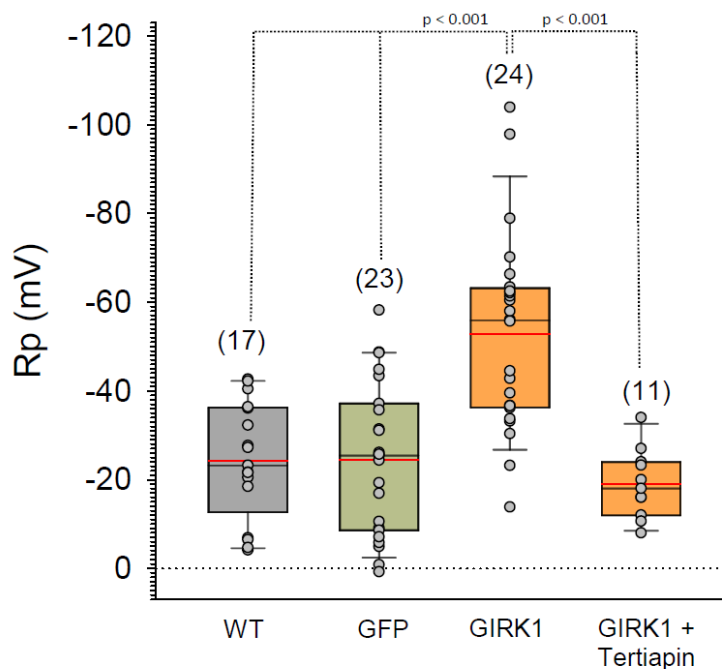 p < 0.001
p < 0.001
-120
(24)
-100
-80
(23)
-60
(17)
Rp (mV)
(11)
-40
-20
0
WT
GFP
GIRK1
GIRK1 +
Tertiapin